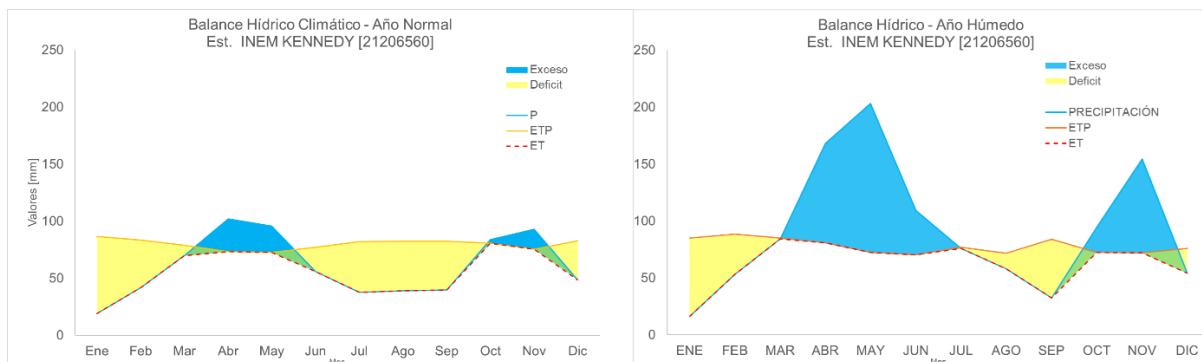 Balance Hídrico Climático - Año Normal
Est. INEM KENNEDY [21206560]
250
200
150
100
50
0
Valores [mm]
Exceso
Deficit
P
ETP
ET
Ene Feb Mar Abr May Jun Jul Ago Sep Oct Nov Dic
Balance Hídrico - Año Húmedo
Est. INEM KENNEDY [21206560]
250
200
150
100
50
0
Exceso
Deficit
PRECIPITACIÓN
ETP
ET
ENE FEB MAR ABR MAY JUN JUL AGO SEP OCT NOV DIC